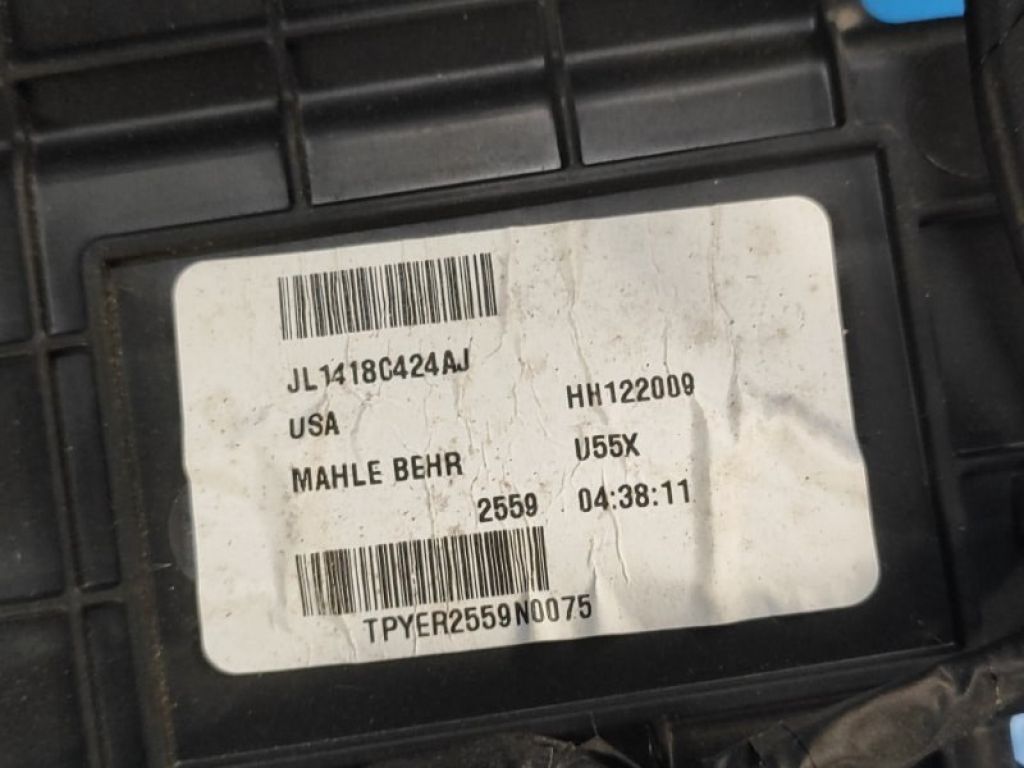 JL1418C424AJ
USA HH122009
MAHLE BEHR U55X
2559 04:38:11
TPYER2559N0075